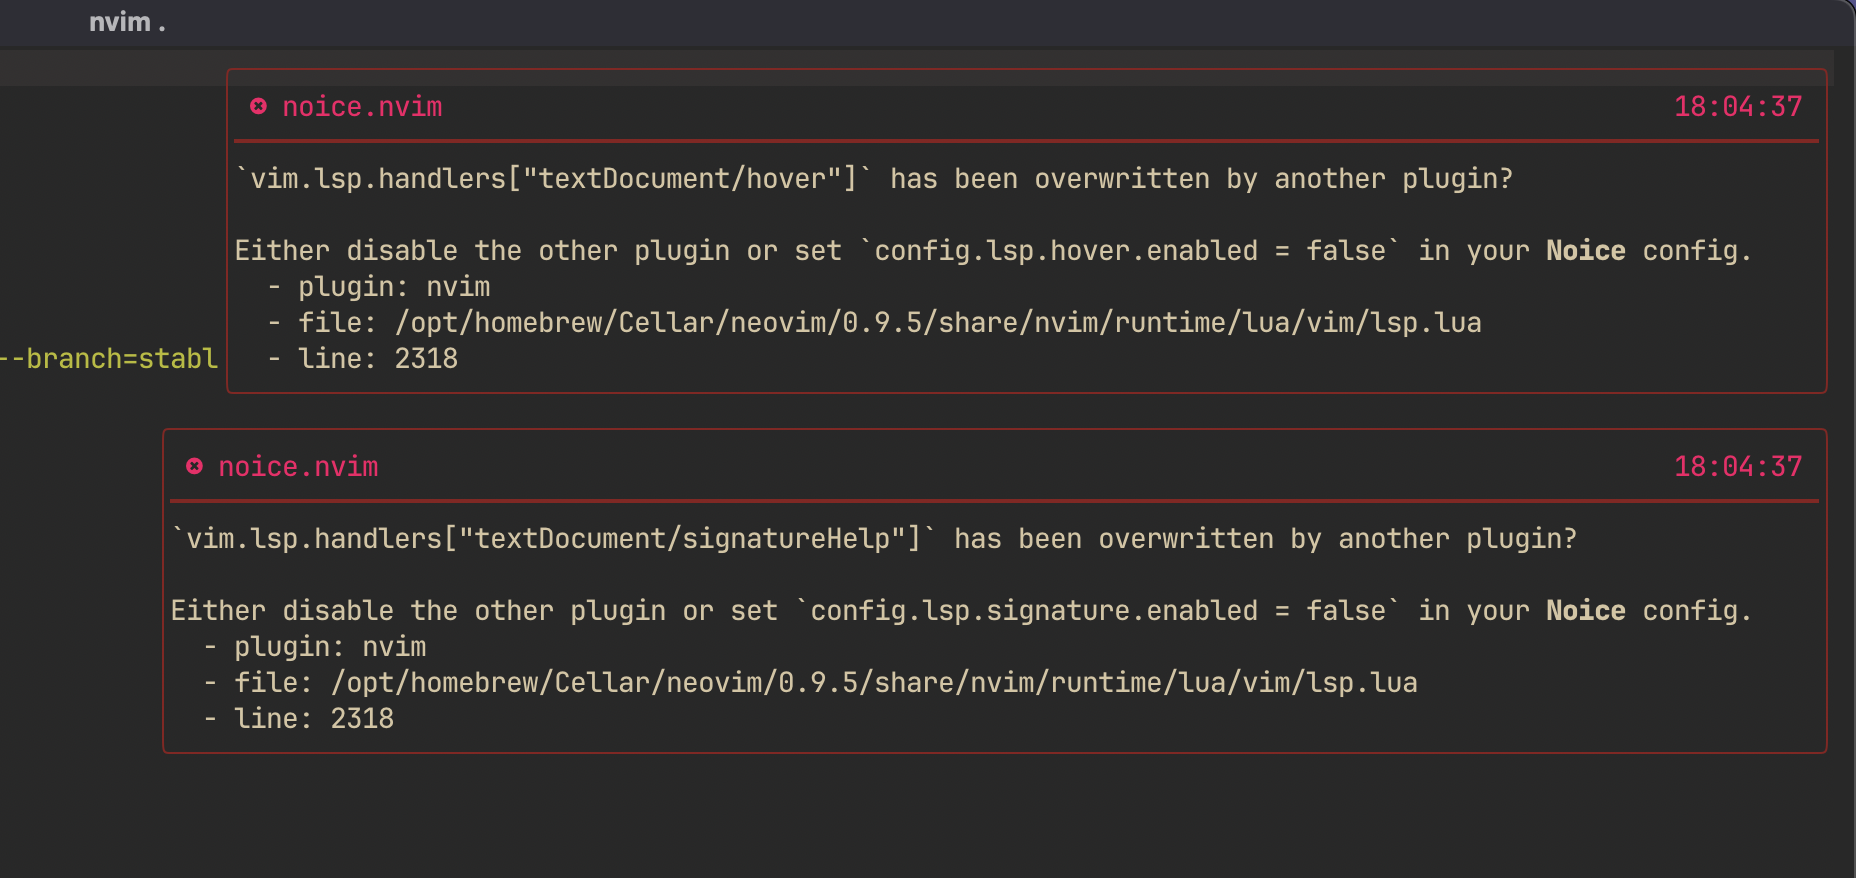 nvim .
noice.nvim 18:04:37
`vim.lsp.handlers["textDocument/hover"]` has been overwritten by another plugin?
Either disable the other plugin or set `config.lsp.hover.enabled = false` in your Noice config.
- plugin: nvim
- file: /opt/homebrew/Cellar/neovim/0.9.5/share/nvim/runtime/lua/vim/lsp.lua
--branch=stabl
- line: 2318
noice.nvim 18:04:37
`vim.lsp.handlers["textDocument/signatureHelp"]` has been overwritten by another plugin?
Either disable the other plugin or set `config.lsp.signature.enabled = false` in your Noice config.
- plugin: nvim
- file: /opt/homebrew/Cellar/neovim/0.9.5/share/nvim/runtime/lua/vim/lsp.lua
- line: 2318